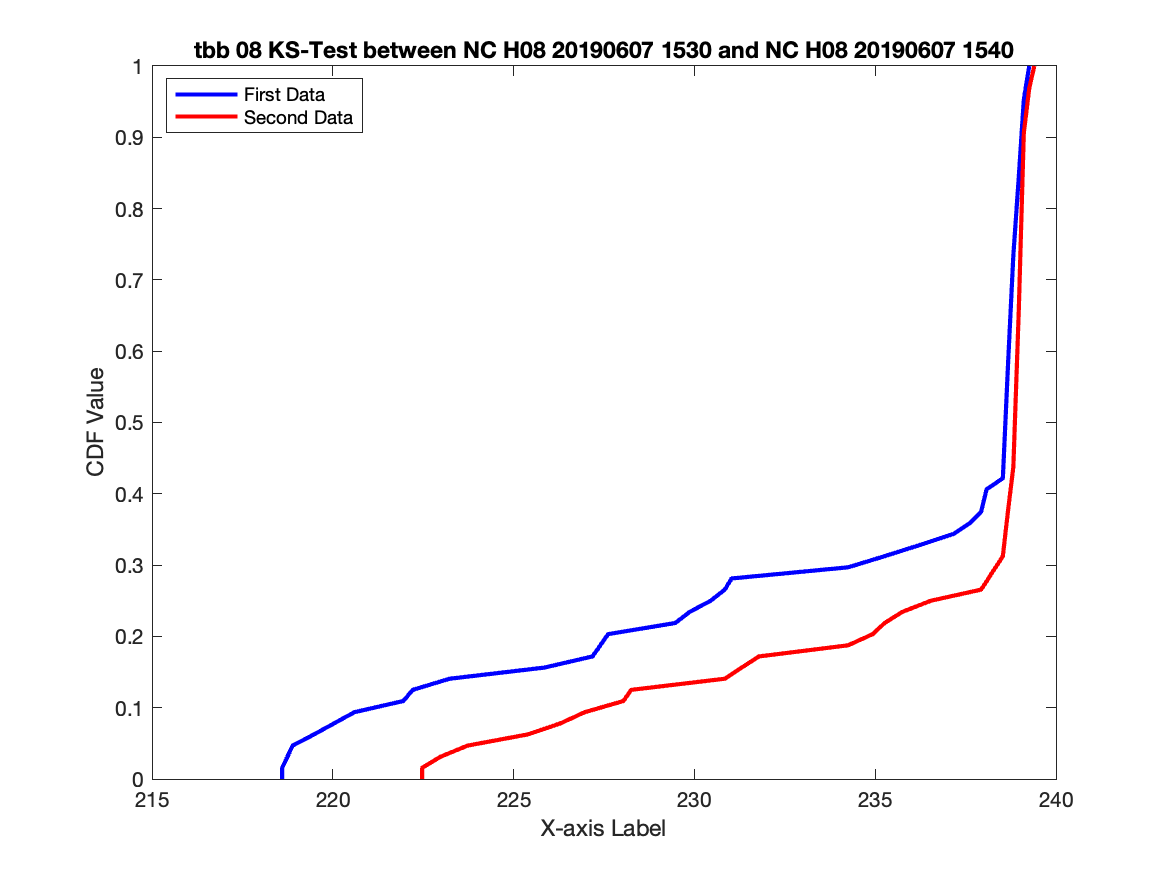 tbb 08 KS-Test between NC H08 20190607 1530 and NC H08 20190607 1540
First Data
Second Data
1
0.9
0.8
0.7
0.6
0.5
0.4
0.3
0.2
0.1
0
CDF Value
215 220 225 230 235 240
X-axis Label